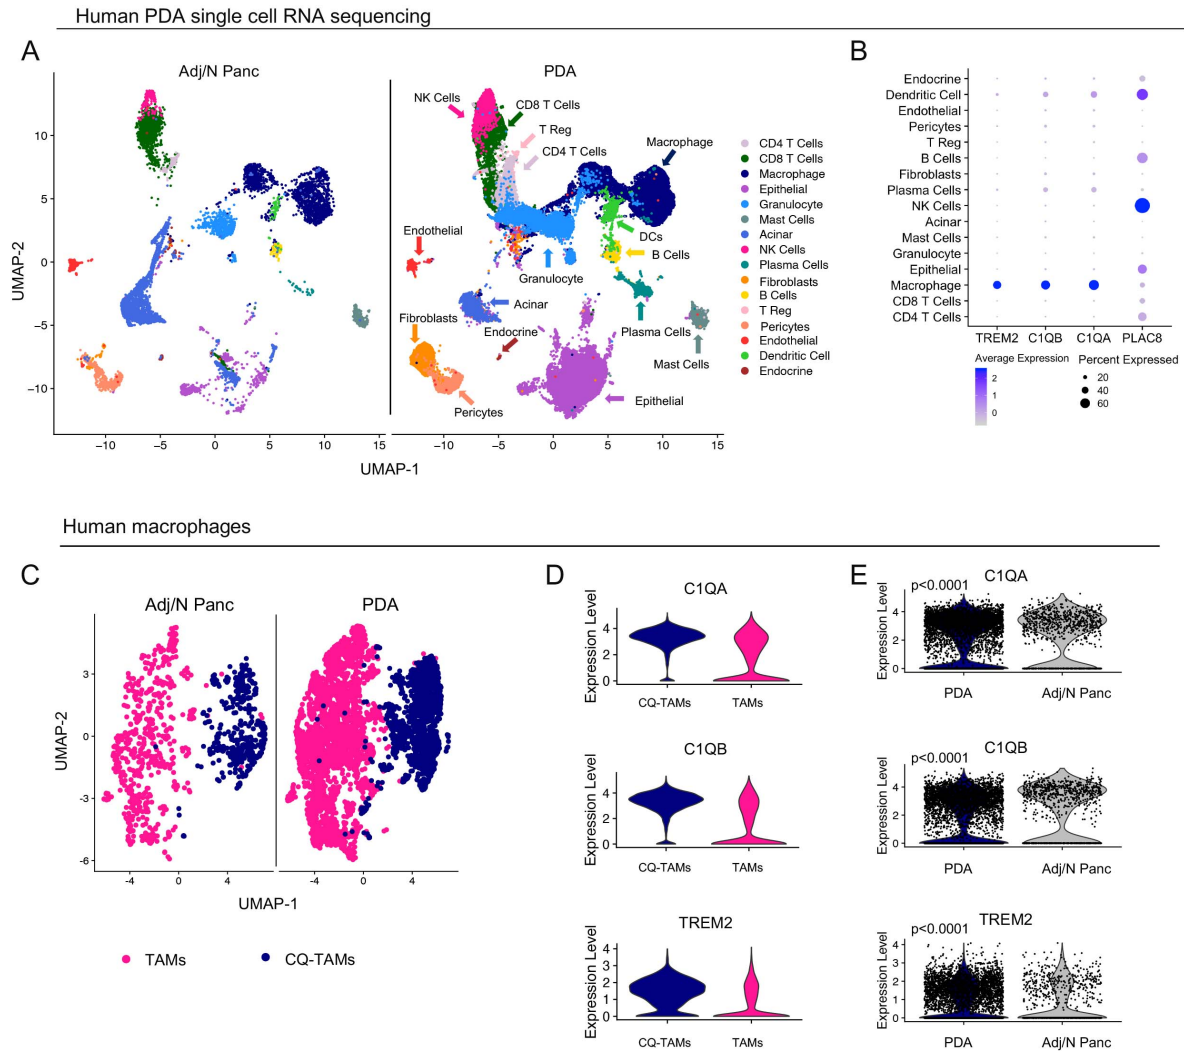 Human PDA single cell RNA sequencing
A
Adj/N Panc
PDA
NK Cells
CD8 T Cells
T Reg
CD4 T Cells
Macrophage
Endothelial
DCs
B Cells
Granulocyte
Acinar
Fibroblasts
Endocrine
Plasma Cells
Mast Cells
Pericytes
Epithelial
CD4 T Cells
CD8 T Cells
Macrophage
Epithelial
Granulocyte
Mast Cells
Acinar
NK Cells
Plasma Cells
Fibroblasts
B Cells
T Reg
Pericytes
Endothelial
Dendritic Cell
Endocrine
UMAP-2
10
5
0
−5
−10
−10 −5 0 5 10 15
−10 −5 0 5 10 15
UMAP-1
B
Endocrine
Dendritic Cell
Endothelial
Pericytes
T Reg
B Cells
Fibroblasts
Plasma Cells
NK Cells
Acinar
Mast Cells
Granulocyte
Epithelial
Macrophage
CD8 T Cells
CD4 T Cells
TREM2 C1QB C1QA PLAC8
Average Expression
2
1
0
Percent Expressed
20
40
60
Human macrophages
C
Adj/N Panc
PDA
UMAP-2
3
0
-3
-6
-4 0 4
-4 0 4
UMAP-1
TAMs
CQ-TAMs
D
C1QA
Expression Level
4
2
0
CQ-TAMs TAMs
C1QB
Expression Level
4
2
0
CQ-TAMs TAMs
TREM2
Expression Level
4
3
2
1
0
CQ-TAMs TAMs
E
C1QA
p<0.0001
Expression Level
4
2
0
PDA Adj/N Panc
C1QB
p<0.0001
Expression Level
4
2
0
PDA Adj/N Panc
TREM2
p<0.0001
Expression Level
4
3
2
1
0
PDA Adj/N Panc